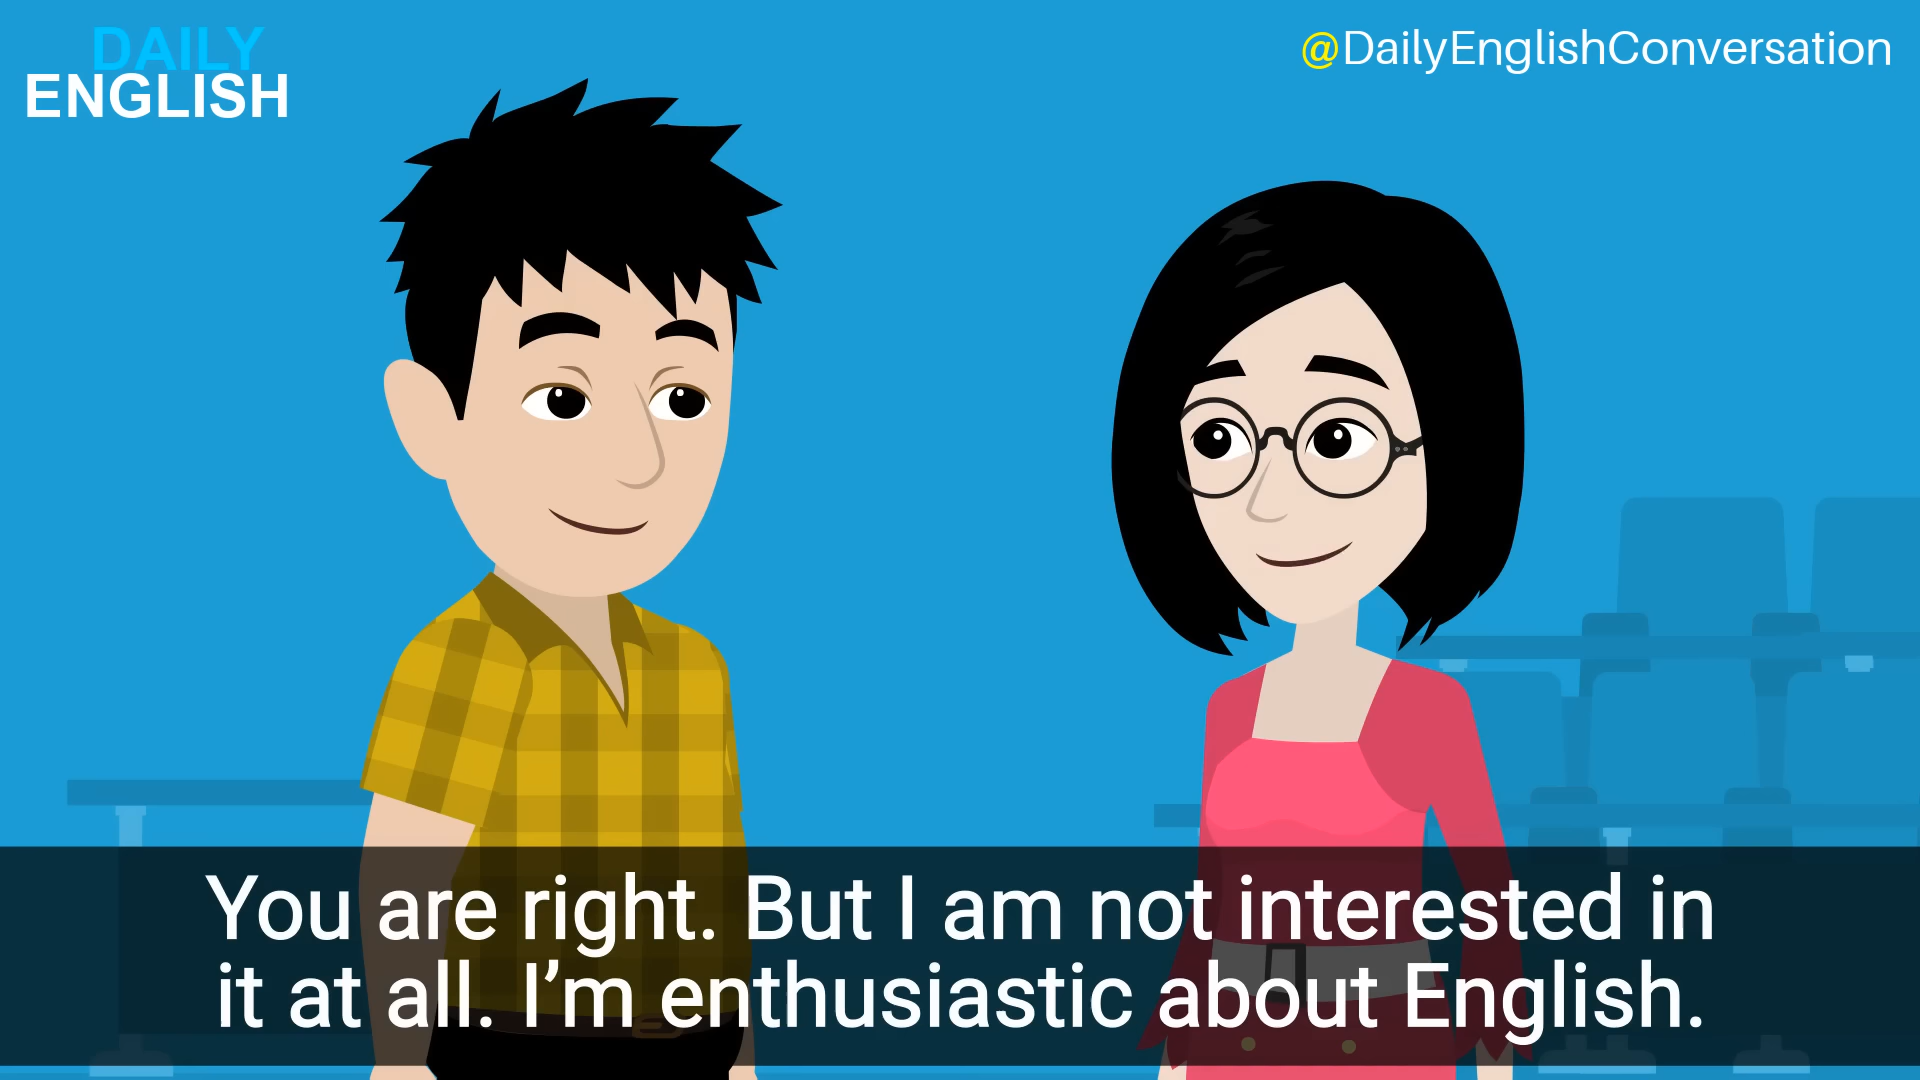 DAILY
ENGLISH
@DailyEnglishConversation
You are right. But I am not interested in
it at all. I’m enthusiastic about English.